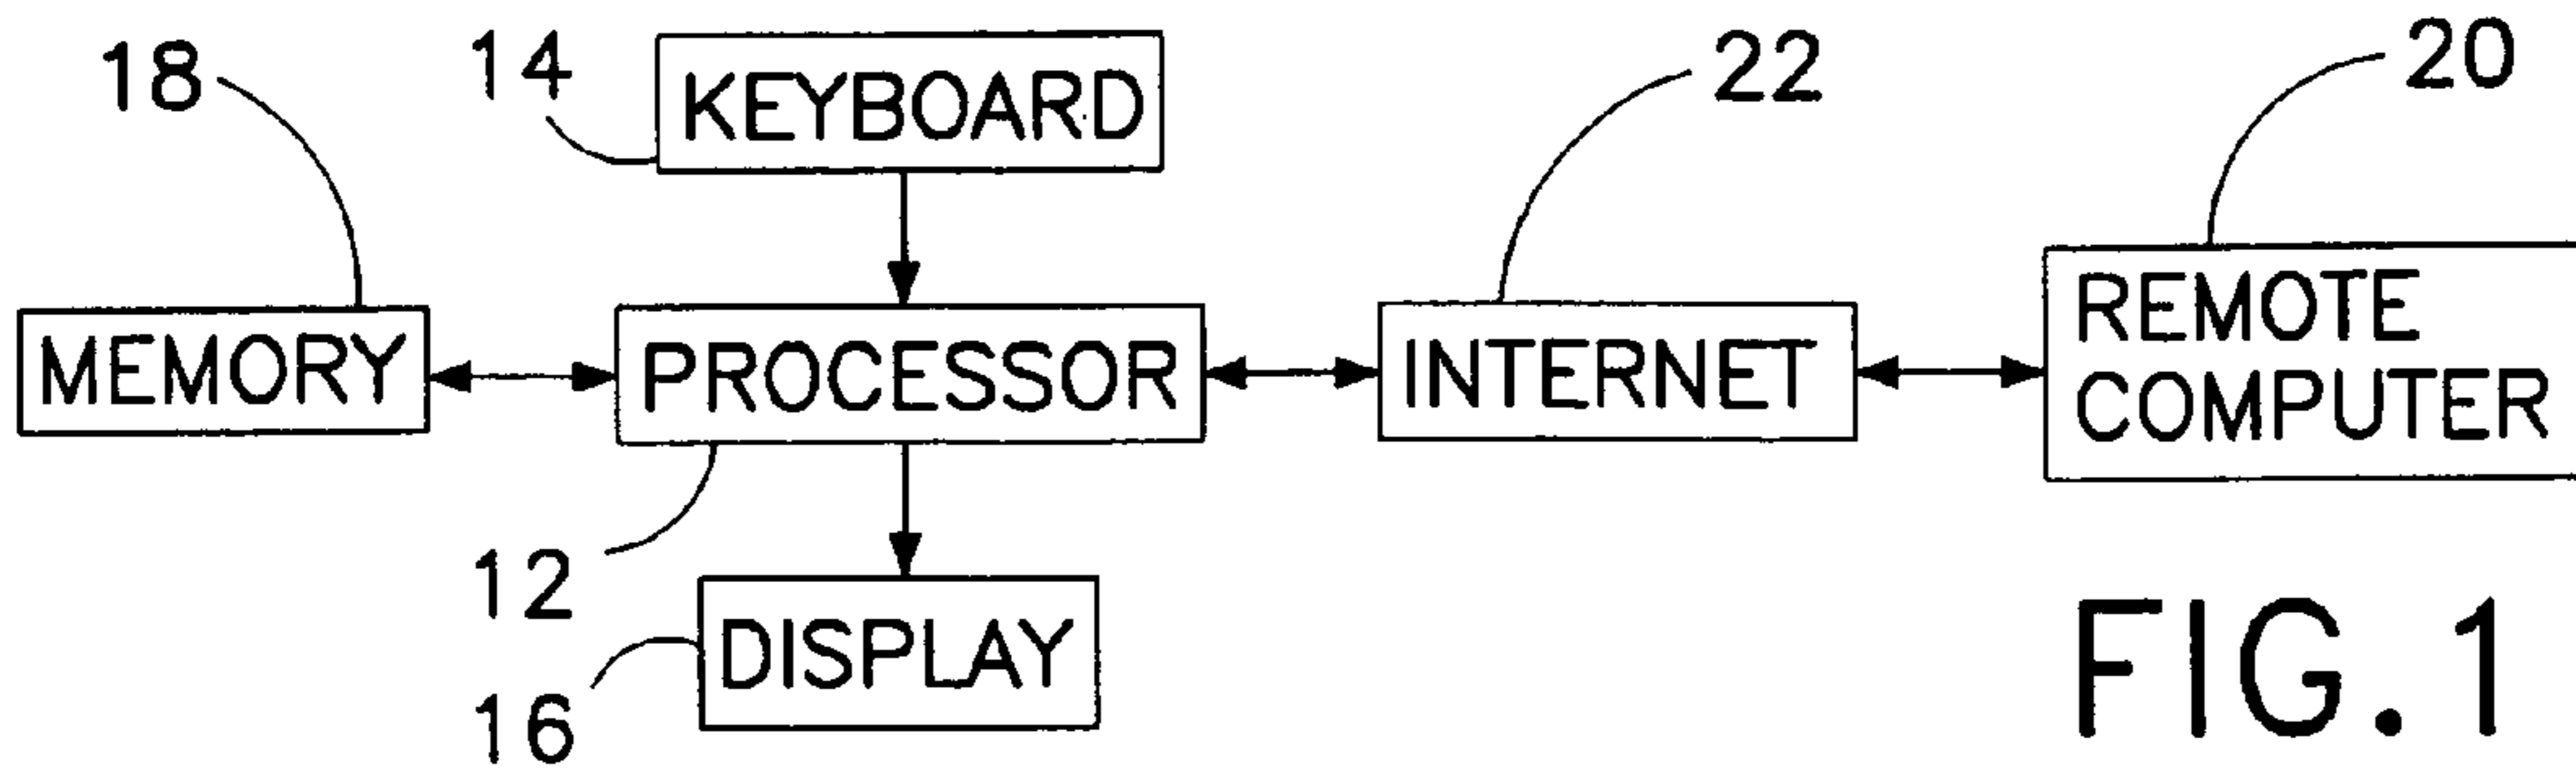 18
14
KEYBOARD
22
20
MEMORY
PROCESSOR
INTERNET
REMOTE
COMPUTER
12
DISPLAY
16
FIG.1